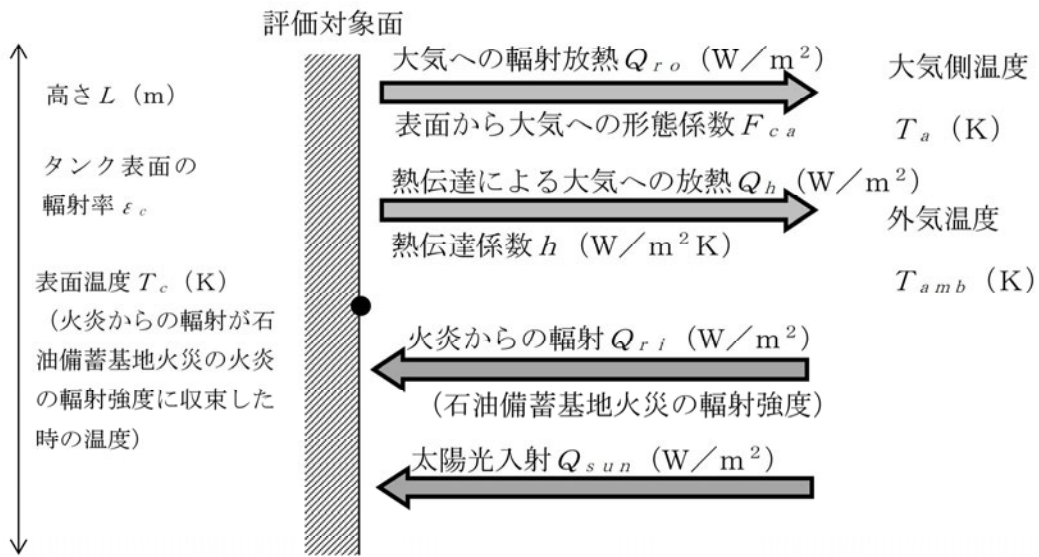 評価対象面
高さL（m）
タンク表面の
輻射率εc
表面温度Tc（K）
（火炎からの輻射が石
油備蓄基地火災の火炎
の輻射強度に収束した
時の温度）
大気への輻射放熱Qro（W／m²）
表面から大気への形態係数Fca
熱伝達による大気への放熱Qh（W／m²）
熱伝達係数h（W／m²K）
火炎からの輻射Qri（W／m²）
（石油備蓄基地火災の輻射強度）
太陽光入射Qsun（W／m²）
大気側温度
Ta（K）
外気温度
Tamb（K）